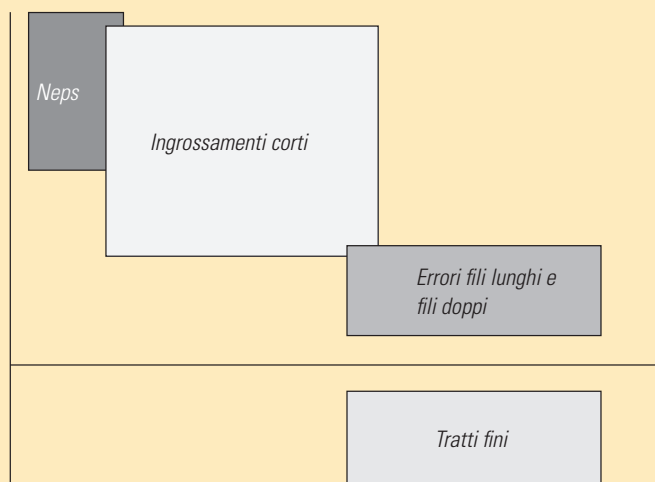 Neps
Ingrossamenti corti
Errori fili lunghi e
fili doppi
Tratti fini